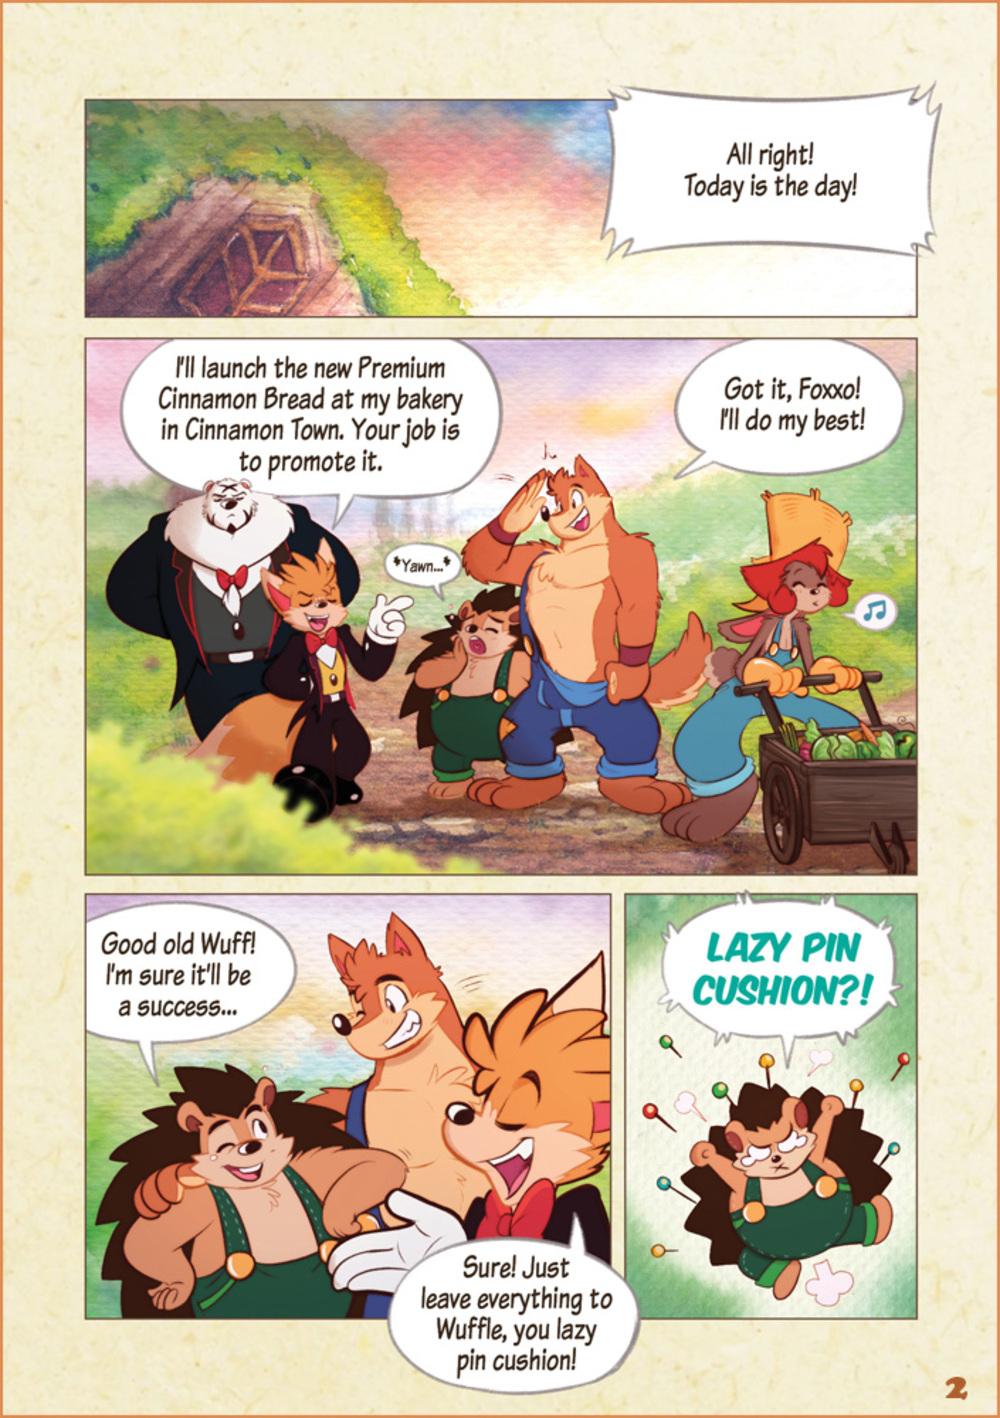 All right!
Today is the day!
I'll launch the new Premium
Cinnamon Bread at my bakery
in Cinnamon Town. Your job is
to promote it.
Got it, Foxxo!
I'll do my best!
*Yawn...*
Good old Wuff!
I'm sure it'll be
a success...
Sure! Just
leave everything to
Wuffle, you lazy
pin cushion!
LAZY PIN
CUSHION?!
2